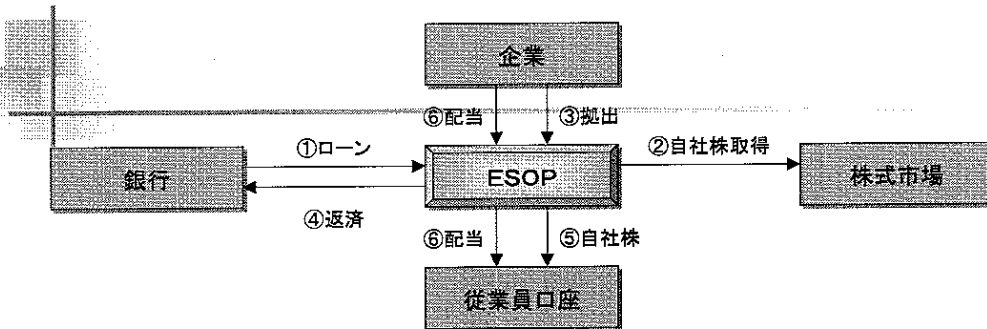 企業
⑥配当
③拠出
①ローン
②自社株取得
銀行
ESOP
株式市場
④返済
⑥配当
⑤自社株
従業員口座